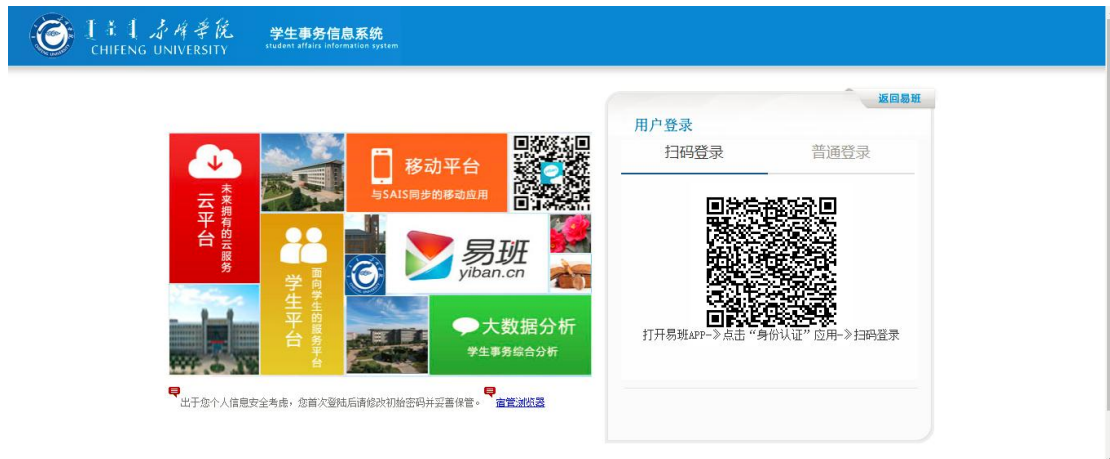 赤峰学院
CHIFENG UNIVERSITY
学生事务信息系统
student affairs information system
返回易班
用户登录
扫码登录
普通登录
云平台
未来拥有的云服务
移动平台
与SAIS同步的移动应用
学生平台
面向学生的服务平台
易班
yiban.cn
大数据分析
学生事务综合分析
打开易班APP-》点击“身份认证”应用-》扫码登录
出于您个人信息安全考虑，您首次登陆后请修改初始密码并妥善保管。
宿管浏览器